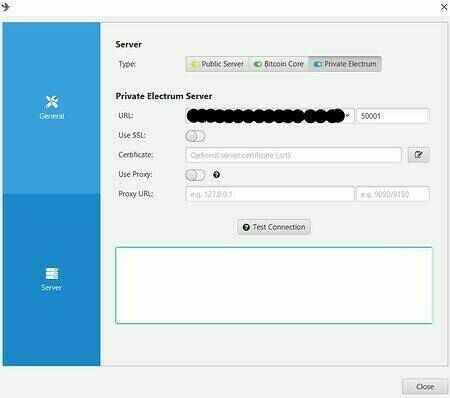 Server
Type: Public Server Bitcoin Core Private Electrum
General
Private Electrum Server
URL: 50001
Use SSL:
Certificate: Optional server certificate (.crt)
Use Proxy:
Proxy URL: e.g. 127.0.0.1 e.g. 9050/9150
Test Connection
Server
Close